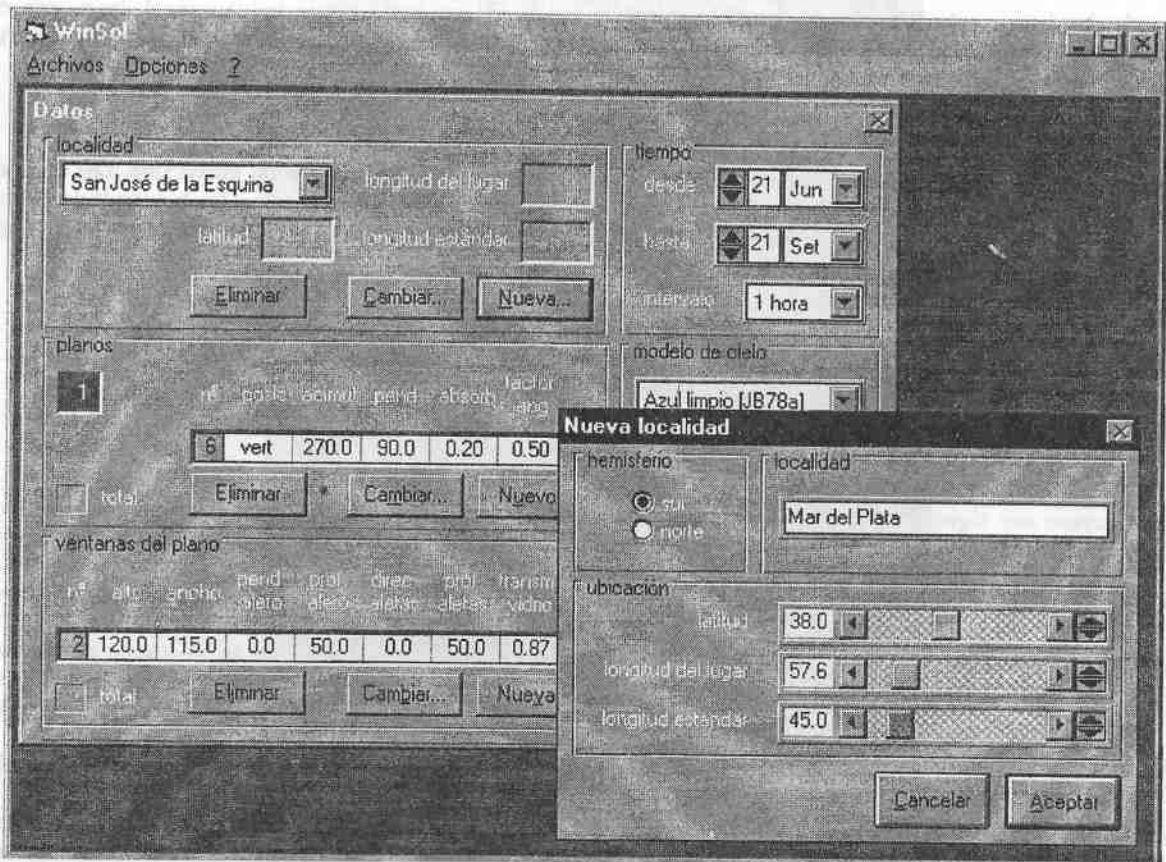 WinSol
Archivos Opciones ?
Datos
localidad
San José de la Esquina
longitud del lugar
latitud
longitud estándar
Eliminar Cambiar... Nueva...
tiempo
desde 21 Jun
hasta 21 Set
intervalo 1 hora
planos
1
nº posic acimut pend absorb factor ang
6 vert 270.0 90.0 0.20 0.50
total
Eliminar Cambiar... Nuevo
modelo de cielo
Azul limpio [JB78a]
ventanas del plano
nº alto ancho pend alero prof alero direc aletas prof aletas transm vidrio
2 120.0 115.0 0.0 50.0 0.0 50.0 0.87
total
Eliminar Cambiar... Nueva
Nueva localidad
hemisferio
sur
norte
localidad
Mar del Plata
ubicación
latitud 38.0
longitud del lugar 57.6
longitud estándar 45.0
Cancelar Aceptar